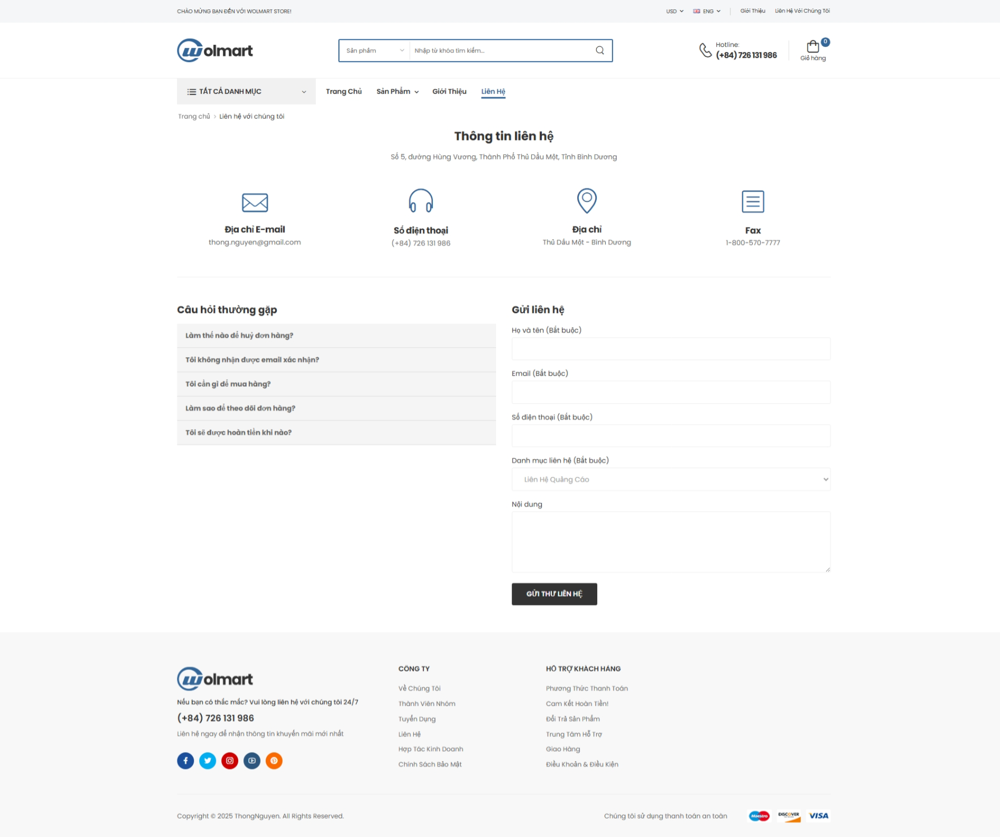 CHÀO MỪNG BẠN ĐẾN VỚI WOLMART STORE!
USD
ENG
Giới Thiệu
Liên Hệ Với Chúng Tôi
Wolmart
Sản phẩm
Nhập từ khóa tìm kiếm...
Hotline:
(+84) 726 131 986
0
Giỏ hàng
TẤT CẢ DANH MỤC
Trang Chủ
Sản Phẩm
Giới Thiệu
Liên Hệ
Trang chủ > Liên hệ với chúng tôi
Thông tin liên hệ
Số 5, đường Hùng Vương, Thành Phố Thủ Dầu Một, Tỉnh Bình Dương
Địa chỉ E-mail
thong.nguyen@gmail.com
Số điện thoại
(+84) 726 131 986
Địa chỉ
Thủ Dầu Một - Bình Dương
Fax
1-800-570-7777
Câu hỏi thường gặp
Làm thế nào để huỷ đơn hàng?
Tôi không nhận được email xác nhận?
Tôi cần gì để mua hàng?
Làm sao để theo dõi đơn hàng?
Tôi sẽ được hoàn tiền khi nào?
Gửi liên hệ
Họ và tên (Bắt buộc)
Email (Bắt buộc)
Số điện thoại (Bắt buộc)
Danh mục liên hệ (Bắt buộc)
Liên Hệ Quảng Cáo
Nội dung
GỬI THƯ LIÊN HỆ
Wolmart
Nếu bạn có thắc mắc? Vui lòng liên hệ với chúng tôi 24/7
(+84) 726 131 986
Liên hệ ngay để nhận thông tin khuyến mãi mới nhất
CÔNG TY
Về Chúng Tôi
Thành Viên Nhóm
Tuyển Dụng
Liên Hệ
Hợp Tác Kinh Doanh
Chính Sách Bảo Mật
HỖ TRỢ KHÁCH HÀNG
Phương Thức Thanh Toán
Cam Kết Hoàn Tiền!
Đổi Trả Sản Phẩm
Trung Tâm Hỗ Trợ
Giao Hàng
Điều Khoản & Điều Kiện
Copyright © 2025 ThongNguyen. All Rights Reserved.
Chúng tôi sử dụng thanh toán an toàn
Maestro
DISCOVER
VISA